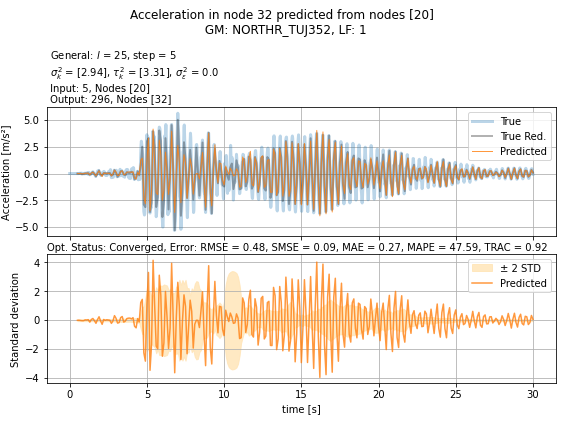 Acceleration in node 32 predicted from nodes [20]
GM: NORTHR_TUJ352, LF: 1
General: l = 25, step = 5
σ²ₖ = [2.94], τ²ₖ = [3.31], σ²ε = 0.0
Input: 5, Nodes [20]
Output: 296, Nodes [32]
Acceleration [m/s²]
5.0
2.5
0.0
−2.5
−5.0
True
True Red.
Predicted
Opt. Status: Converged, Error: RMSE = 0.48, SMSE = 0.09, MAE = 0.27, MAPE = 47.59, TRAC = 0.92
Standard deviation
4
2
0
−2
−4
± 2 STD
Predicted
0 5 10 15 20 25 30
time [s]